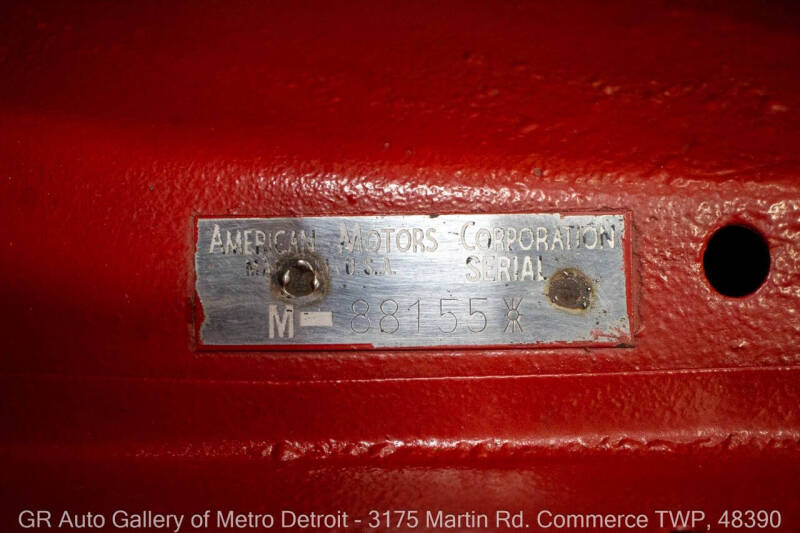 AMERICAN MOTORS CORPORATION
U.S.A. SERIAL
M- 88155*
GR Auto Gallery of Metro Detroit - 3175 Martin Rd. Commerce TWP, 48390